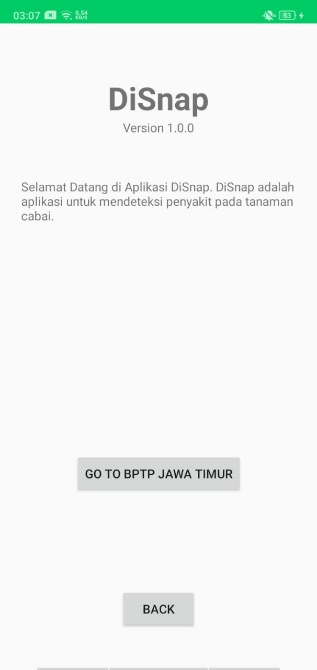 03:07
53
DiSnap
Version 1.0.0
Selamat Datang di Aplikasi DiSnap. DiSnap adalah
aplikasi untuk mendeteksi penyakit pada tanaman
cabai.
GO TO BPTP JAWA TIMUR
BACK